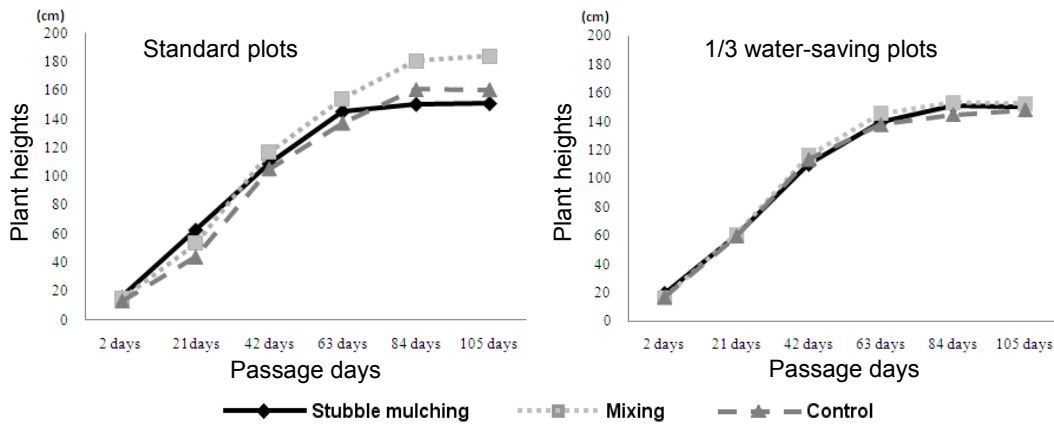 (cm)
200
180
160
140
120
100
80
60
40
20
0
Plant heights
Standard plots
2 days 21 days 42 days 63 days 84 days 105 days
Passage days
(cm)
200
180
160
140
120
100
80
60
40
20
0
Plant heights
1/3 water-saving plots
2 days 21 days 42 days 63 days 84 days 105 days
Passage days
Stubble mulching Mixing Control